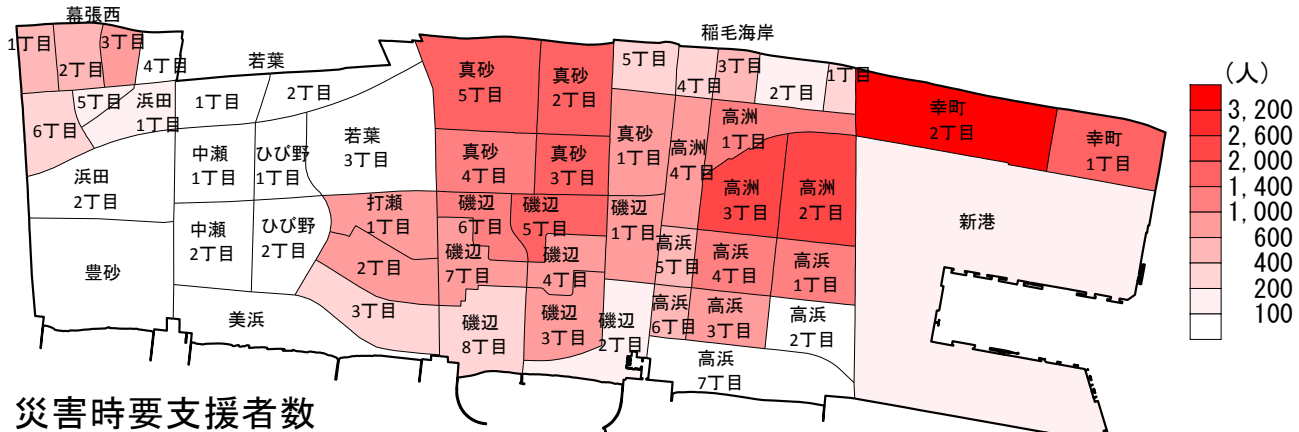 幕張西
1丁目
2丁目
3丁目
4丁目
5丁目
6丁目
浜田
1丁目
浜田
2丁目
豊砂
若葉
1丁目
2丁目
若葉
3丁目
中瀬
1丁目
中瀬
2丁目
ひび野
1丁目
ひび野
2丁目
美浜
打瀬
1丁目
2丁目
3丁目
真砂
5丁目
真砂
2丁目
真砂
4丁目
真砂
3丁目
真砂
1丁目
磯辺
6丁目
磯辺
5丁目
磯辺
1丁目
磯辺
7丁目
磯辺
4丁目
磯辺
8丁目
磯辺
3丁目
磯辺
2丁目
稲毛海岸
5丁目
4丁目
3丁目
2丁目
1丁目
高洲
1丁目
高洲
4丁目
高洲
3丁目
高洲
2丁目
高浜
5丁目
高浜
4丁目
高浜
1丁目
高浜
6丁目
高浜
3丁目
高浜
2丁目
高浜
7丁目
幸町
2丁目
幸町
1丁目
新港
(人)
3,200
2,600
2,000
1,400
1,000
600
400
200
100
災害時要支援者数